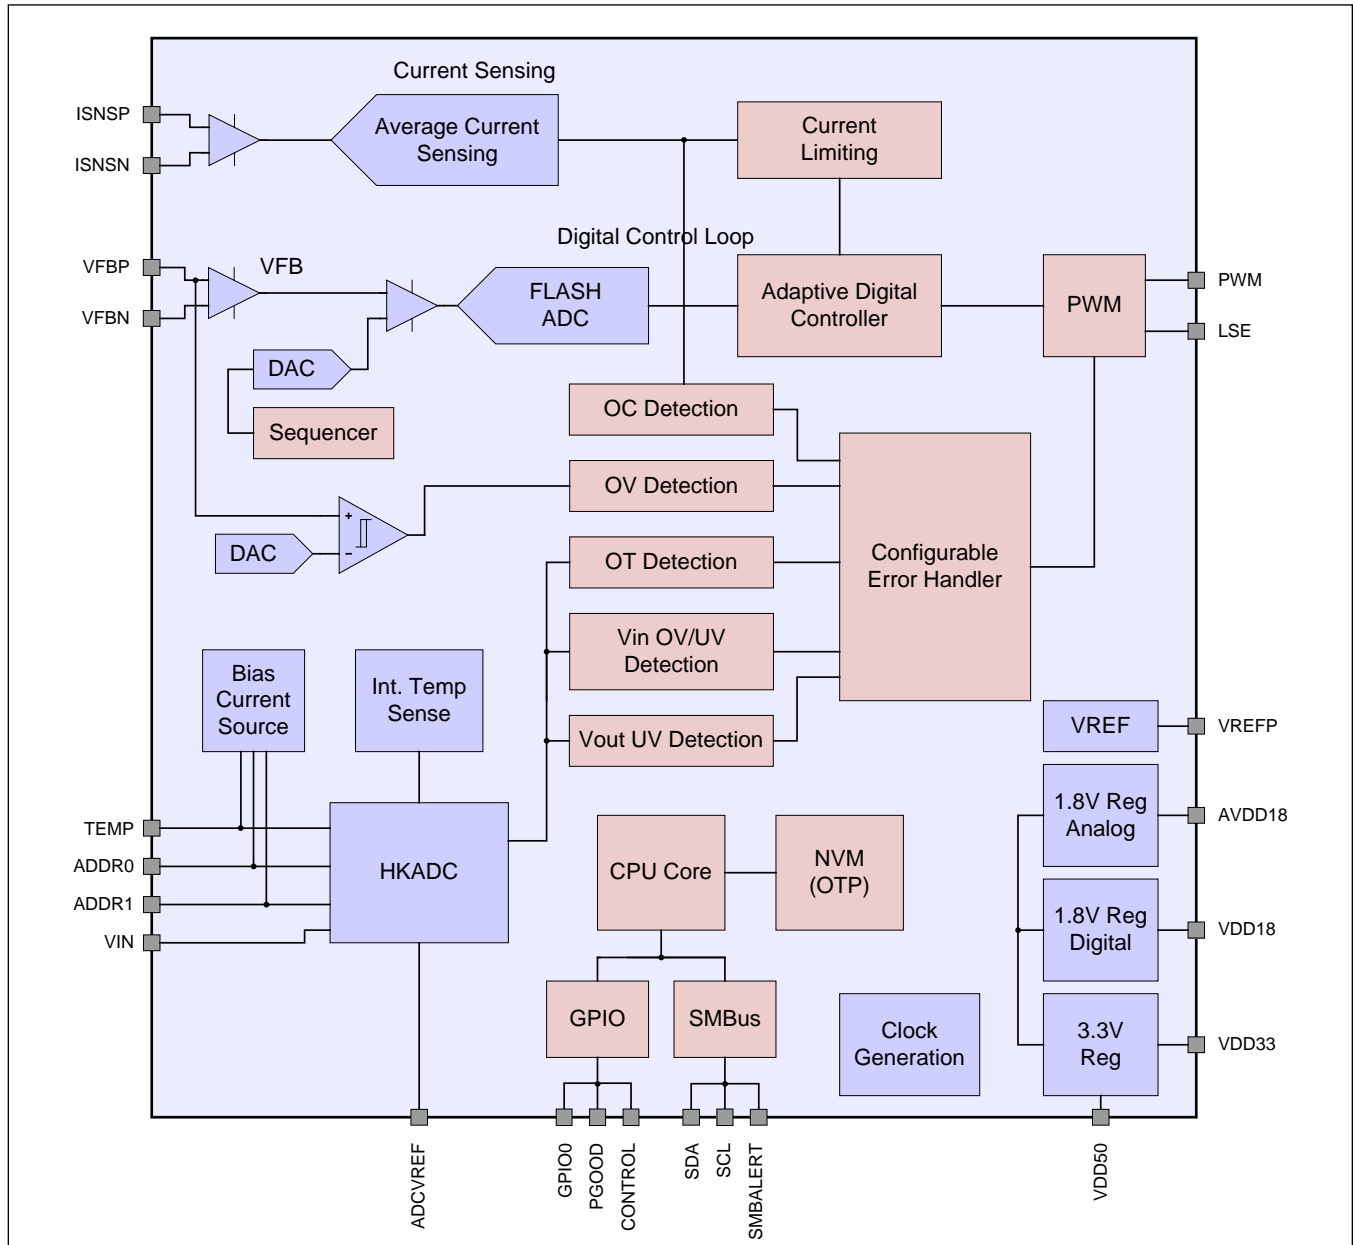 Current Sensing
ISNSP
ISNSN
Average Current
Sensing
Current
Limiting
Digital Control Loop
VFBP
VFBN
VFB
FLASH
ADC
Adaptive Digital
Controller
PWM
PWM
LSE
DAC
Sequencer
OC Detection
OV Detection
+
−
DAC
OT Detection
Configurable
Error Handler
Vin OV/UV
Detection
Vout UV Detection
Bias
Current
Source
Int. Temp
Sense
VREF
VREFP
1.8V Reg
Analog
AVDD18
TEMP
ADDR0
ADDR1
VIN
HKADC
CPU Core
NVM
(OTP)
1.8V Reg
Digital
VDD18
GPIO
SMBus
Clock
Generation
3.3V
Reg
VDD33
ADCVREF
GPIO0
PGOOD
CONTROL
SDA
SCL
SMBALERT
VDD50